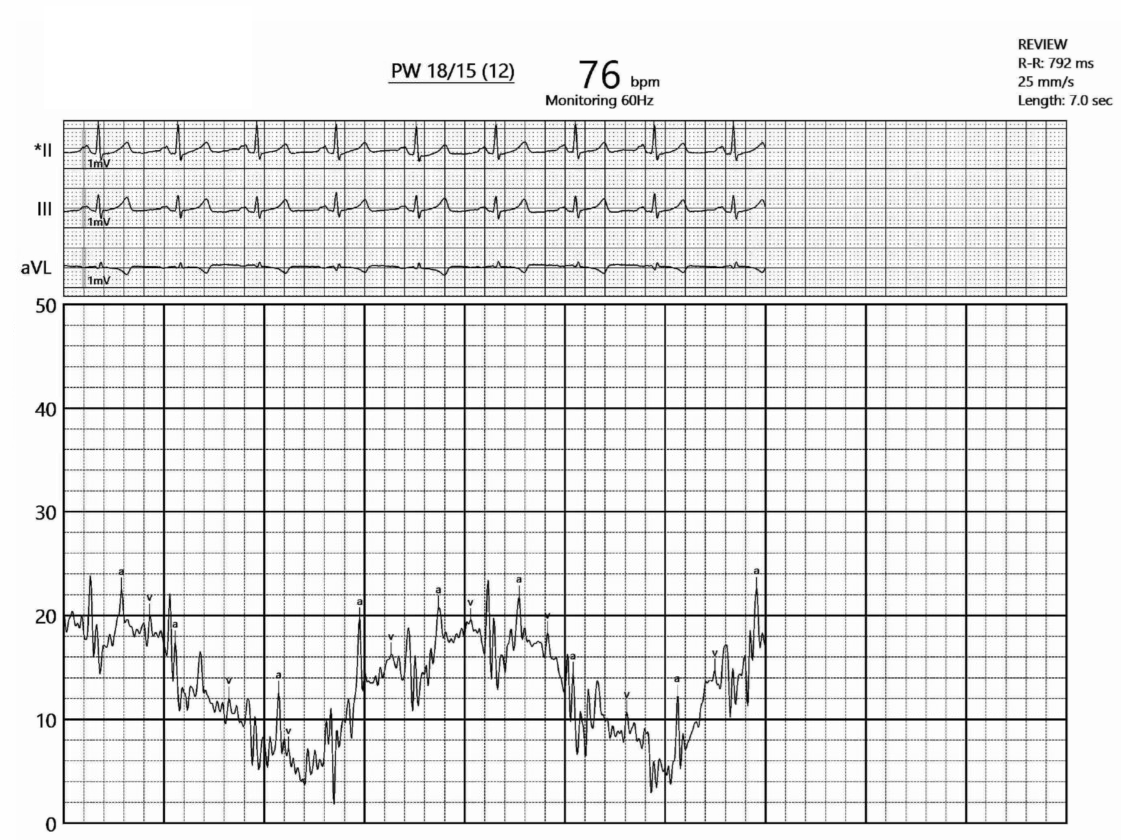 REVIEW
R-R: 792 ms
25 mm/s
Length: 7.0 sec
PW 18/15 (12)
76 bpm
Monitoring 60Hz
*II
1mV
III
1mV
aVL
1mV
50
40
30
20
10
0
a
v
a
v
a
v
a
v
a
v
a
v
a
v
a
v
a